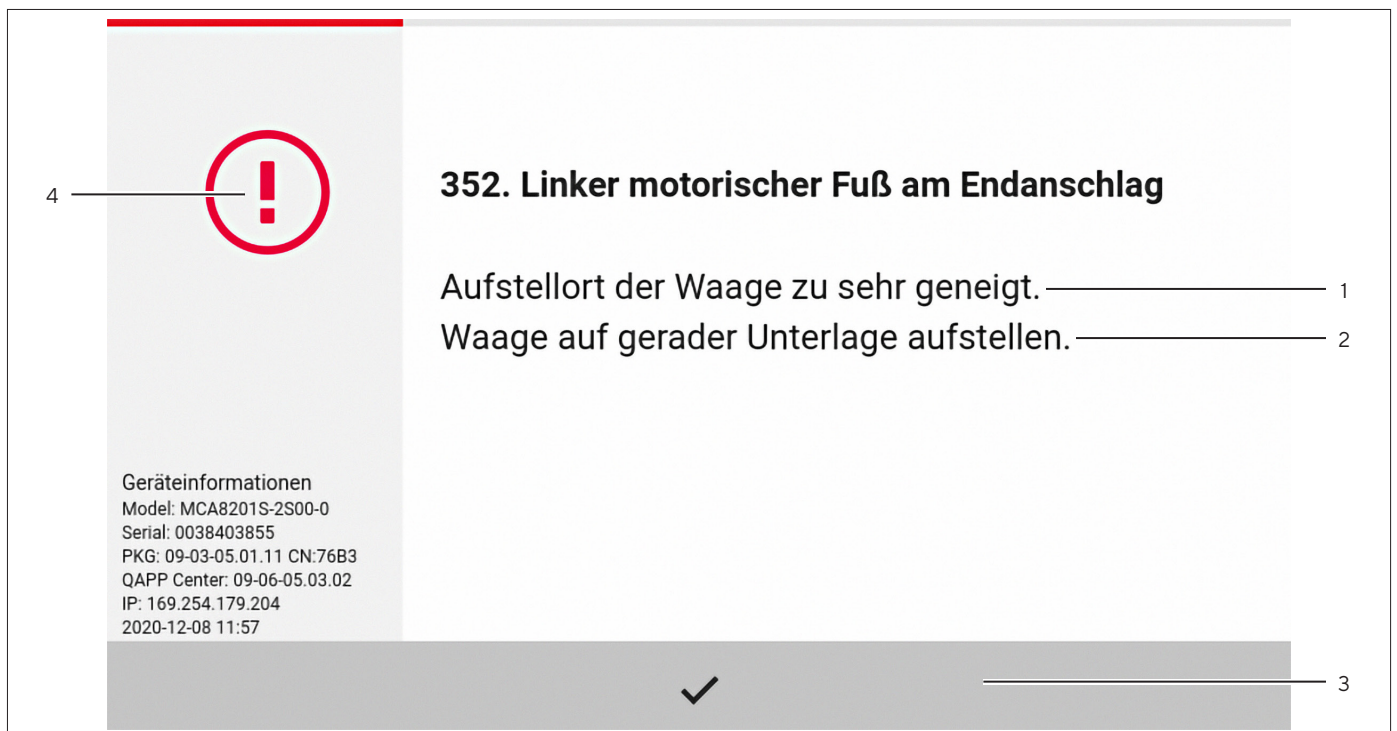 352. Linker motorischer Fuß am Endanschlag
Aufstellort der Waage zu sehr geneigt.
Waage auf gerader Unterlage aufstellen.
1
2
3
4
Geräteinformationen
Model: MCA8201S-2S00-0
Serial: 0038403855
PKG: 09-03-05.01.11 CN:76B3
QAPP Center: 09-06-05.03.02
IP: 169.254.179.204
2020-12-08 11:57